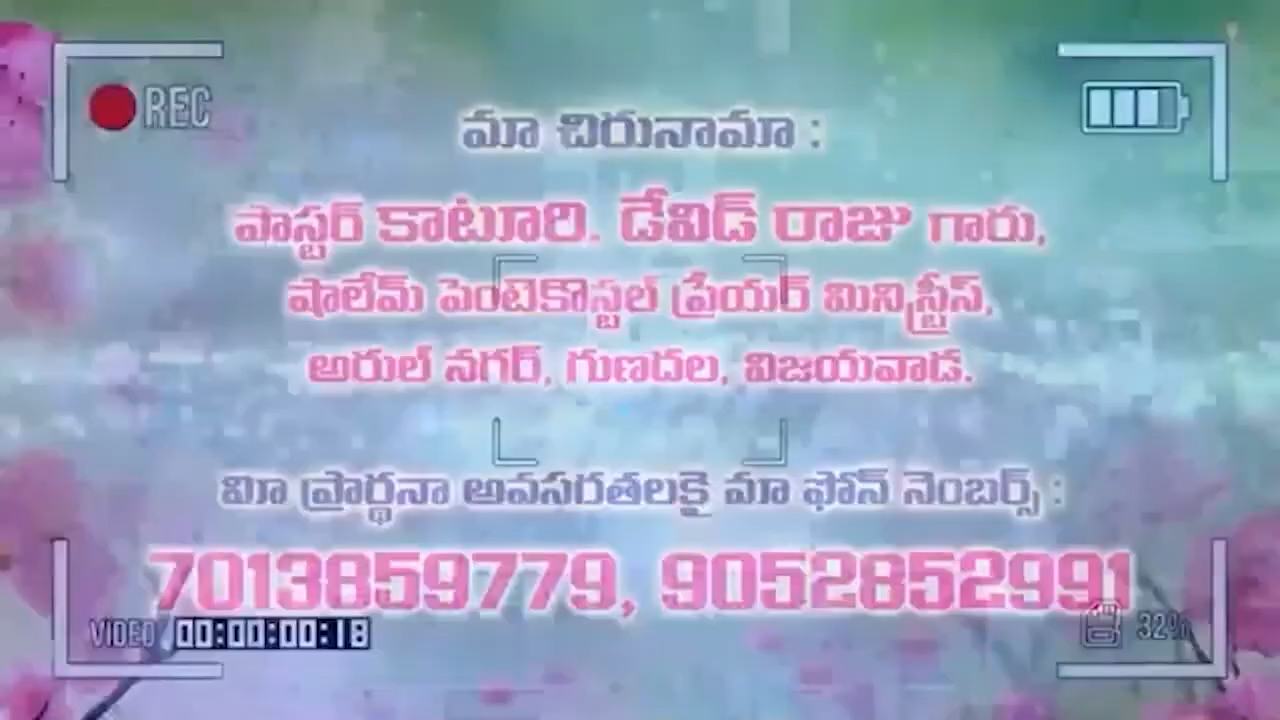 REC
మా చిరునామా :
పాస్టర్ కాటూరి. డేవిడ్ రాజు గారు,
షాలేమ్ పెంటెకొస్టల్ ప్రేయర్ మినిస్ట్రీస్,
అరుల్ నగర్, గుణదల, విజయవాడ.
మీ ప్రార్థనా అవసరతలకై మా ఫోన్ నెంబర్స్ :
7013859779, 9052852991
VIDEO 00:00:00:18
32%